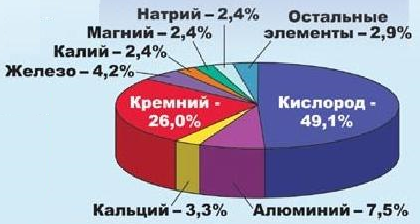 Натрий – 2,4%
Остальные
элементы – 2,9%
Магний – 2,4%
Калий – 2,4%
Железо – 4,2%
Кремний -
26,0%
Кислород -
49,1%
Кальций – 3,3%
Алюминий – 7,5%